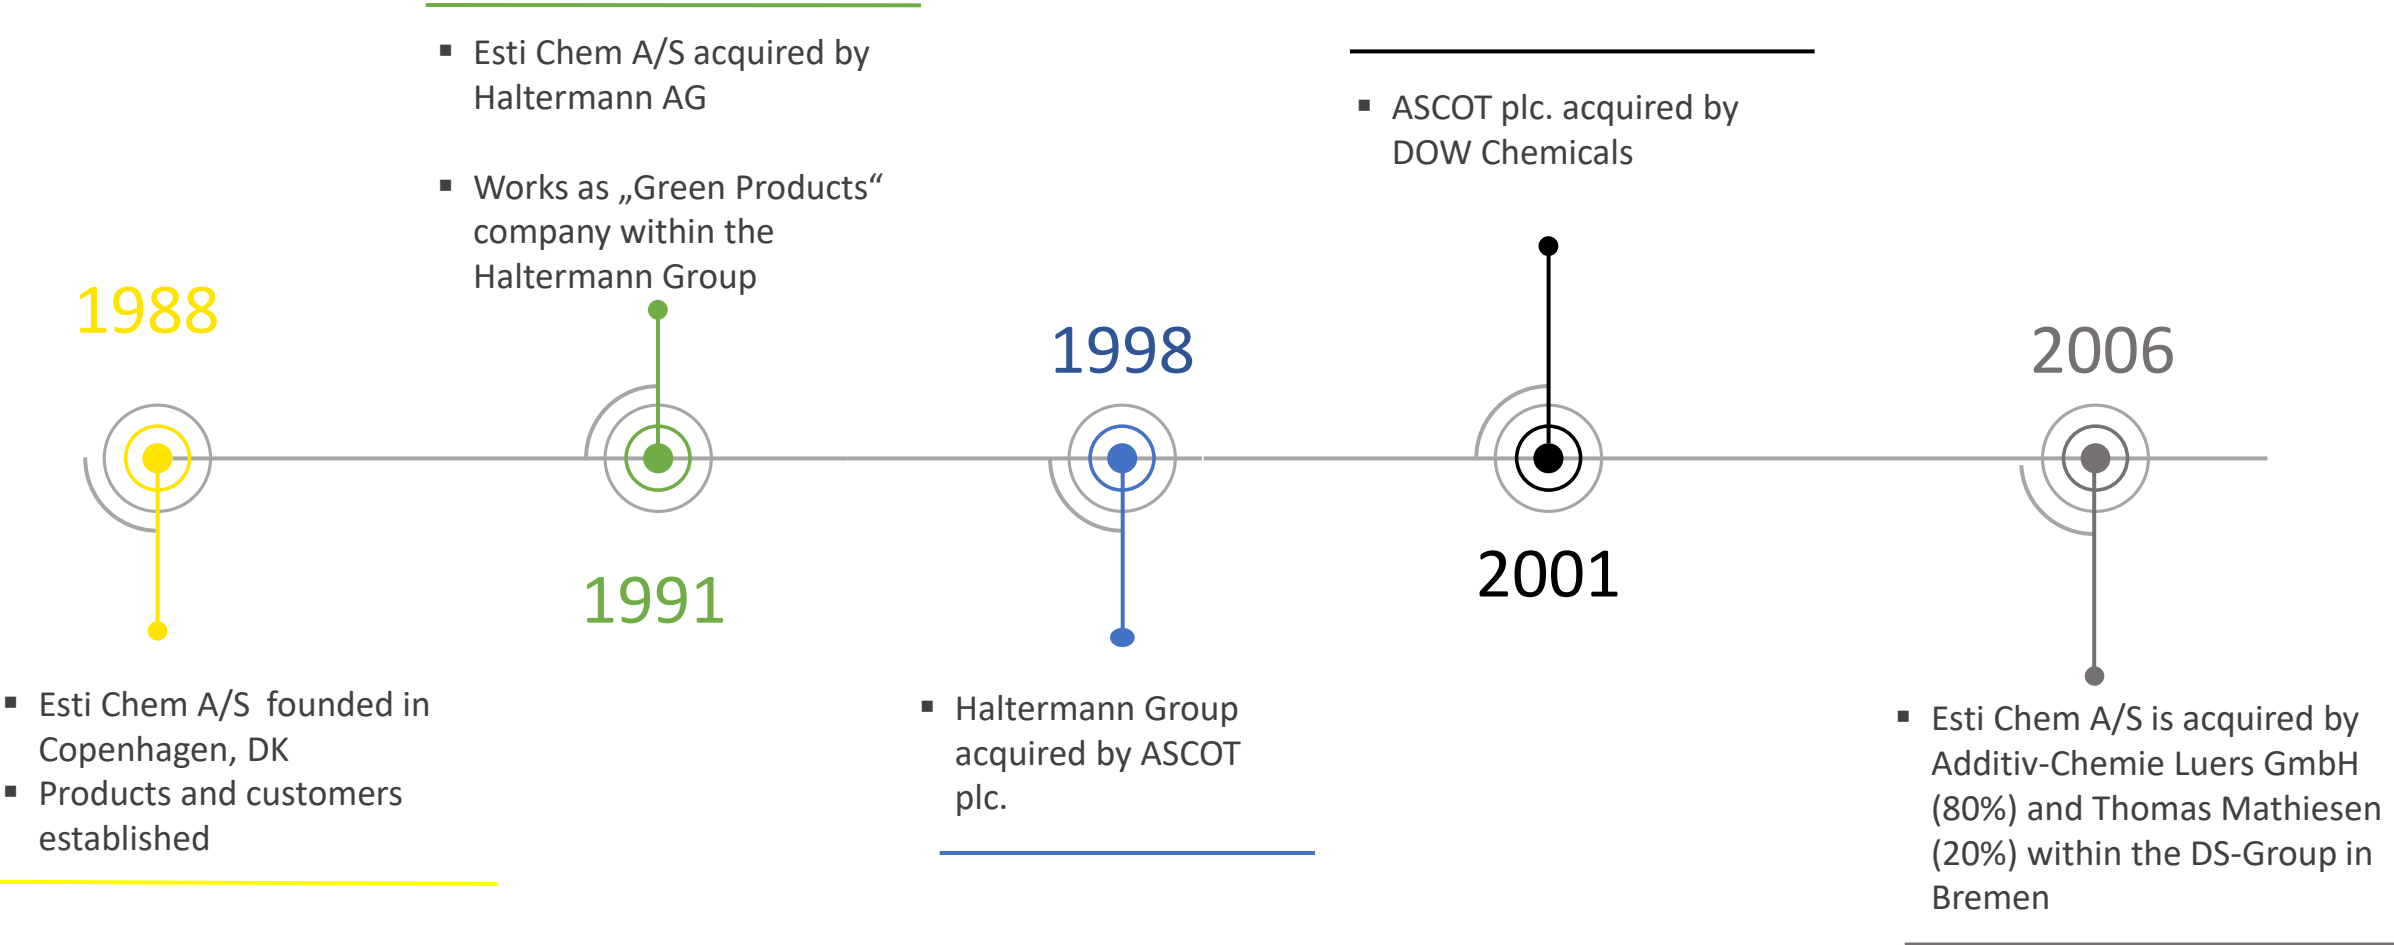 1988
▪ Esti Chem A/S  founded in
Copenhagen, DK
▪ Products and customers
established
▪ Esti Chem A/S acquired by
Haltermann AG
▪ Works as „Green Products“
company within the
Haltermann Group
1991
1998
▪ Haltermann Group
acquired by ASCOT
plc.
▪ ASCOT plc. acquired by
DOW Chemicals
2001
2006
▪ Esti Chem A/S is acquired by
Additiv-Chemie Luers GmbH
(80%) and Thomas Mathiesen
(20%) within the DS-Group in
Bremen